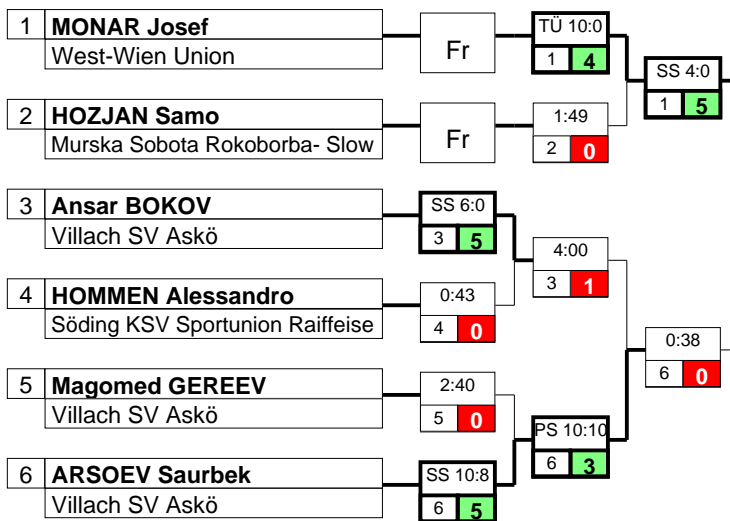 1 MONAR Josef
West-Wien Union
Fr
TÜ 10:0
1 4
SS 4:0
1 5
2 HOZJAN Samo
Murska Sobota Rokoborba- Slow
Fr
1:49
2 0
3 Ansar BOKOV
Villach SV Askö
SS 6:0
3 5
4:00
3 1
4 HOMMEN Alessandro
Söding KSV Sportunion Raiffeise
0:43
4 0
0:38
6 0
5 Magomed GEREEV
Villach SV Askö
2:40
5 0
PS 10:10
6 3
6 ARSOEV Saurbek
Villach SV Askö
SS 10:8
6 5